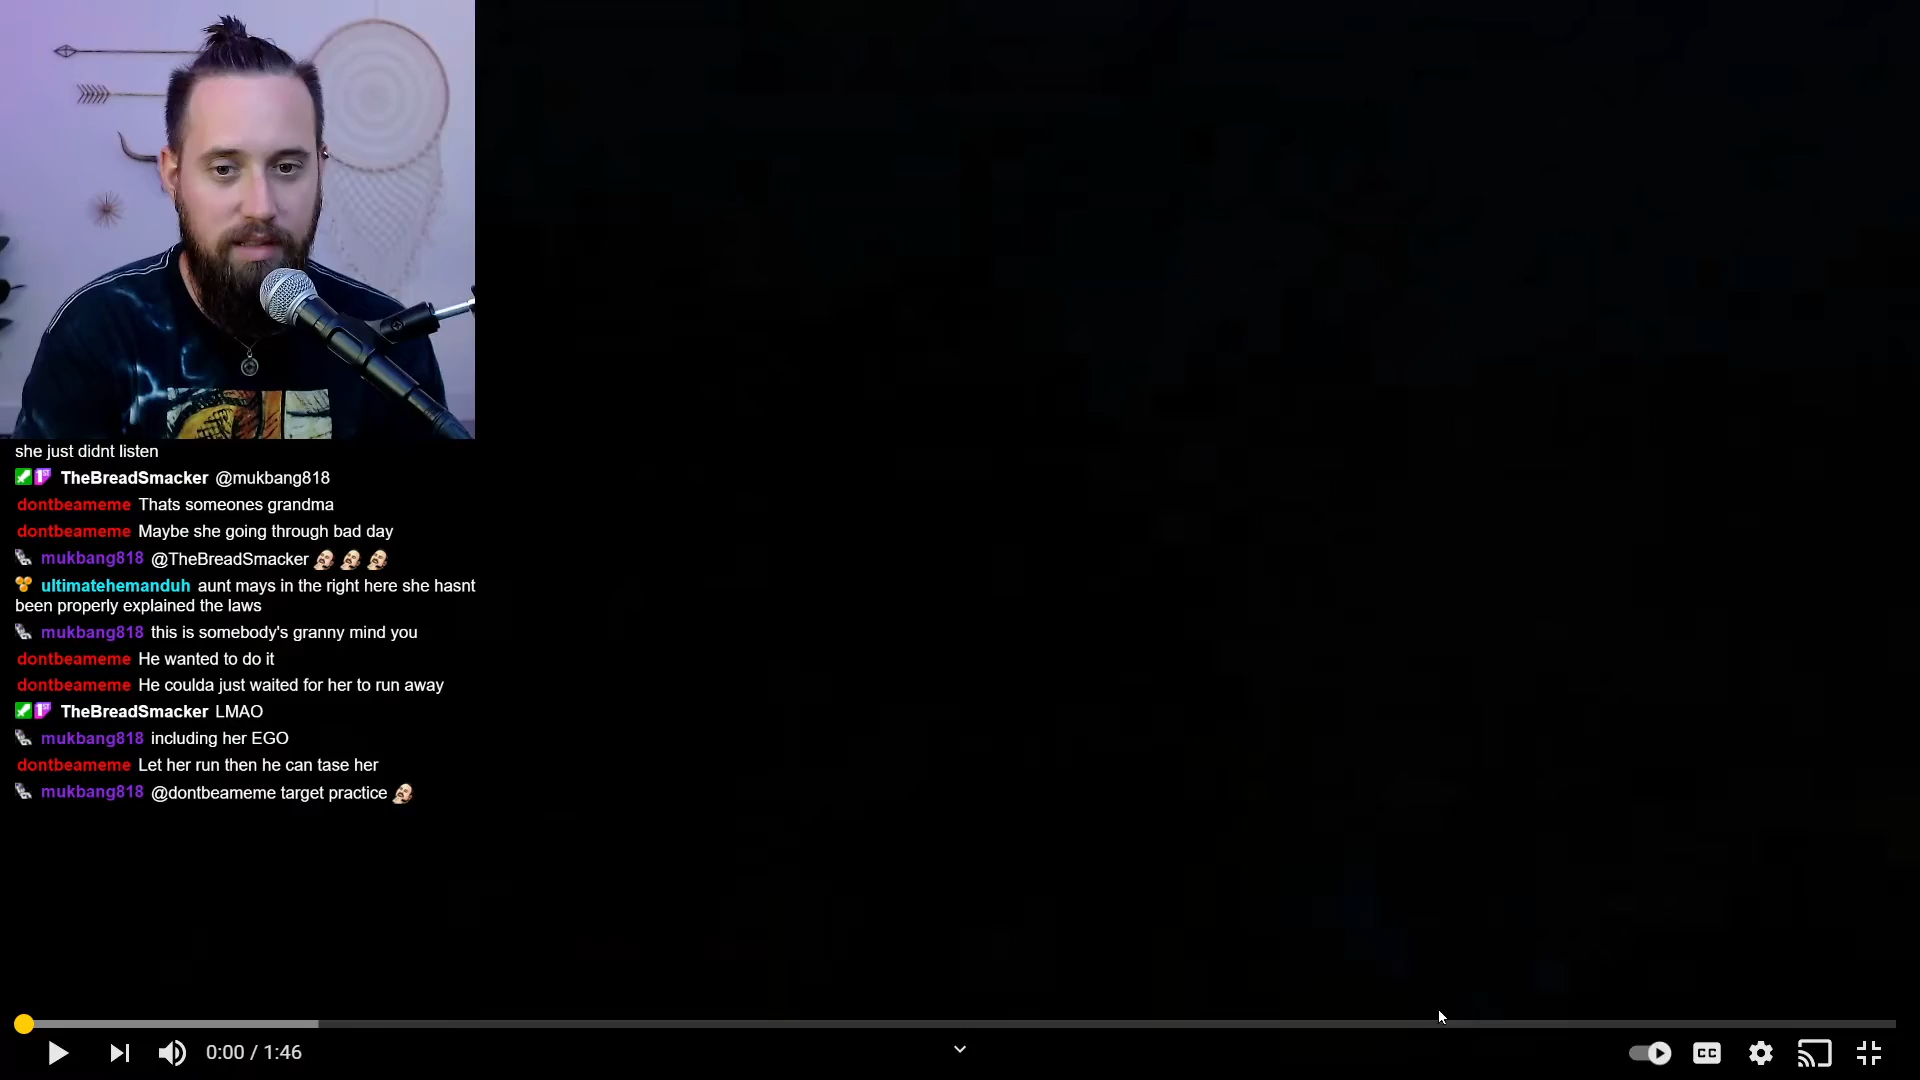 she just didnt listen
TheBreadSmacker @mukbang818
dontbeameme Thats someones grandma
dontbeameme Maybe she going through bad day
mukbang818 @TheBreadSmacker
ultimatehemanduh aunt mays in the right here she hasnt
been properly explained the laws
mukbang818 this is somebody's granny mind you
dontbeameme He wanted to do it
dontbeameme He coulda just waited for her to run away
TheBreadSmacker LMAO
mukbang818 including her EGO
dontbeameme Let her run then he can tase her
mukbang818 @dontbeameme target practice
0:00 / 1:46
CC